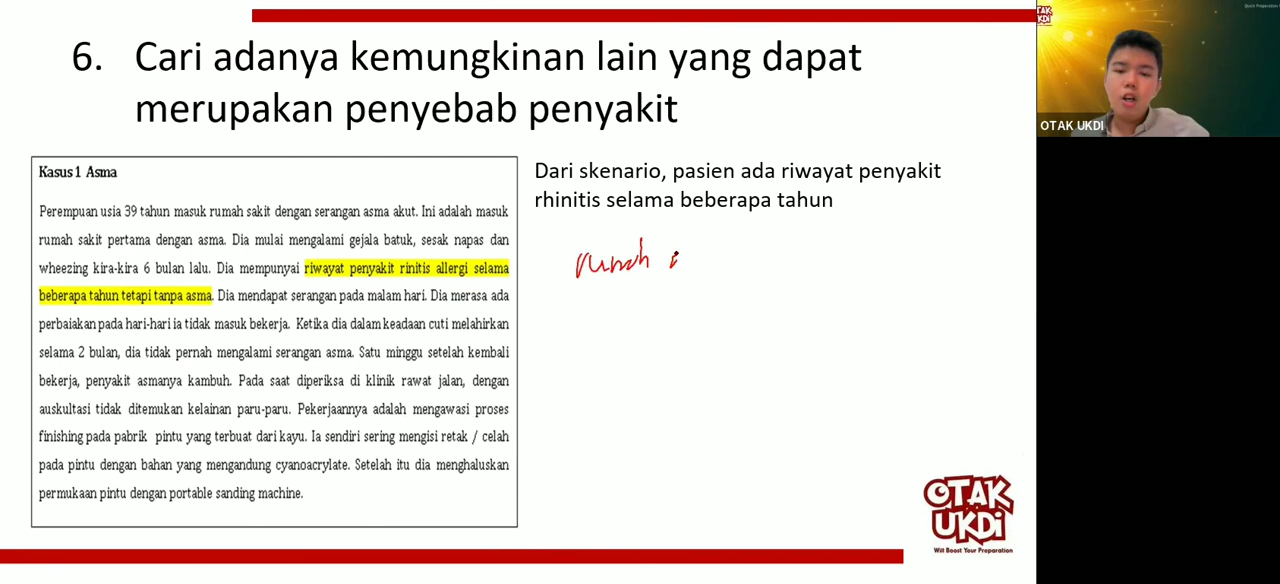 6. Cari adanya kemungkinan lain yang dapat
merupakan penyebab penyakit
Kasus 1 Asma
Perempuan usia 39 tahun masuk rumah sakit dengan serangan asma akut. Ini adalah masuk
rumah sakit pertama dengan asma. Dia mulai mengalami gejala batuk, sesak napas dan
wheezing kira-kira 6 bulan lalu. Dia mempunyai riwayat penyakit rinitis allergi selama
beberapa tahun tetapi tanpa asma. Dia mendapat serangan pada malam hari. Dia merasa ada
perbaiakan pada hari-hari ia tidak masuk bekerja. Ketika dia dalam keadaan cuti melahirkan
selama 2 bulan, dia tidak pernah mengalami serangan asma. Satu minggu setelah kembali
bekerja, penyakit asmanya kambuh. Pada saat diperiksa di klinik rawat jalan, dengan
auskultasi tidak ditemukan kelainan paru-paru. Pekerjaannya adalah mengawasi proses
finishing pada pabrik pintu yang terbuat dari kayu. Ia sendiri sering mengisi retak / celah
pada pintu dengan bahan yang mengandung cyanoacrylate. Setelah itu dia menghaluskan
permukaan pintu dengan portable sanding machine.
Dari skenario, pasien ada riwayat penyakit
rhinitis selama beberapa tahun
OTAK UKDI
OTAK
UKDI
Will Boost Your Preparation